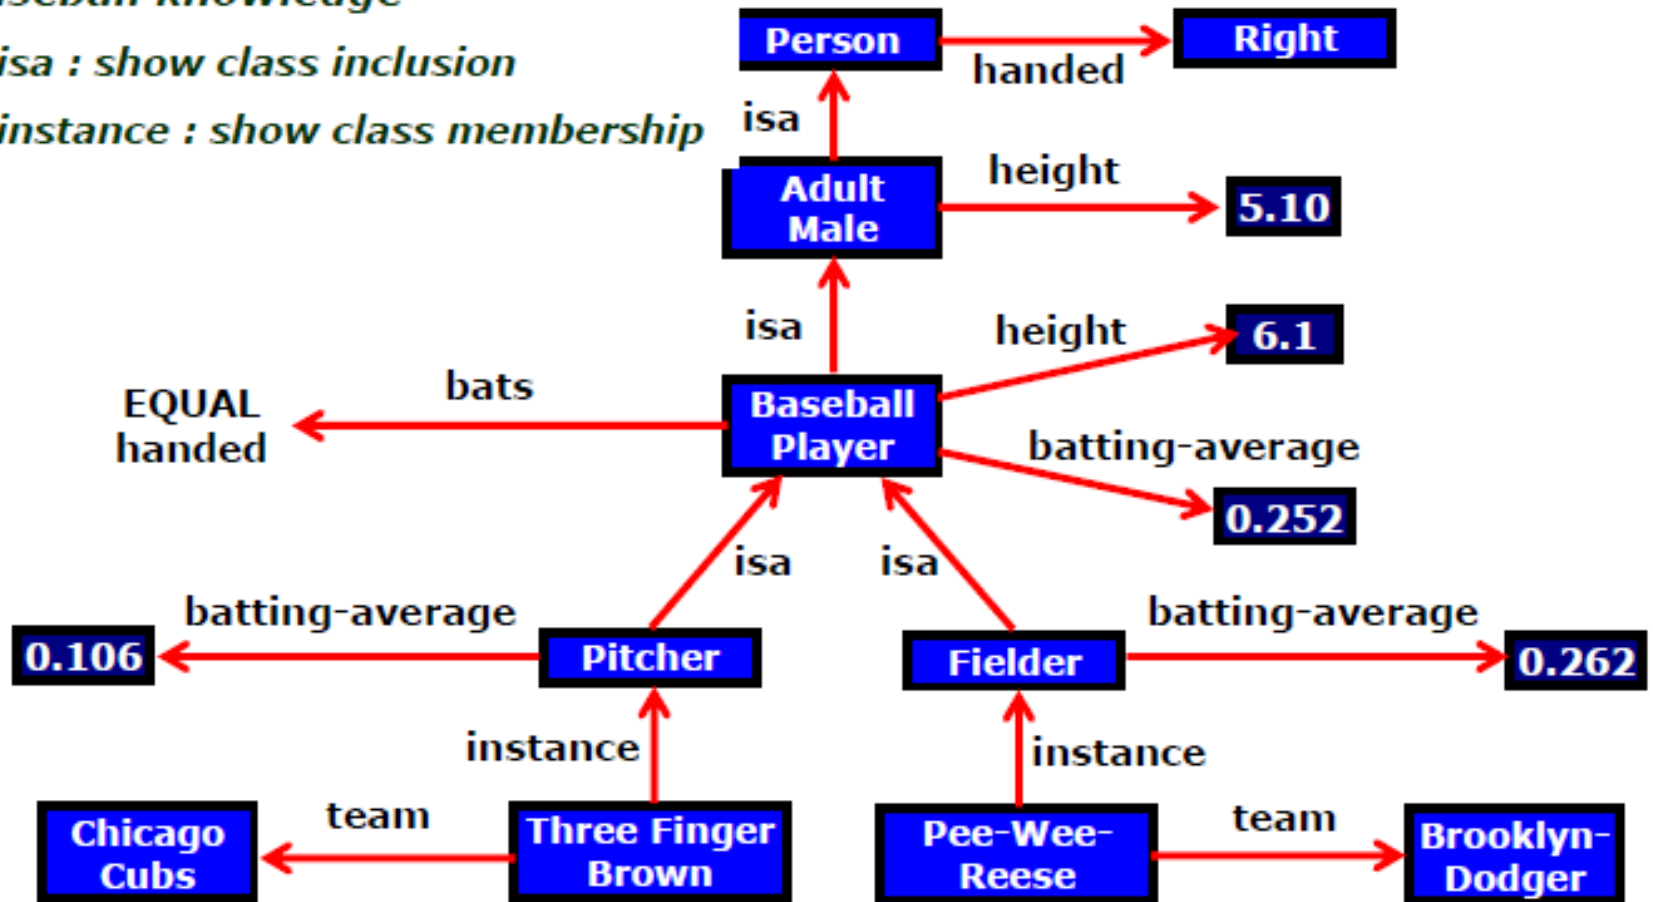 knowledge
isa : show class inclusion
instance : show class membership
Person
handed
Right
isa
Adult
Male
height
5.10
isa
height
6.1
EQUAL
handed
bats
Baseball
Player
batting-average
0.252
isa
isa
0.106
batting-average
Pitcher
Fielder
batting-average
0.262
instance
instance
Chicago
Cubs
team
Three Finger
Brown
Pee-Wee-
Reese
team
Brooklyn-
Dodger